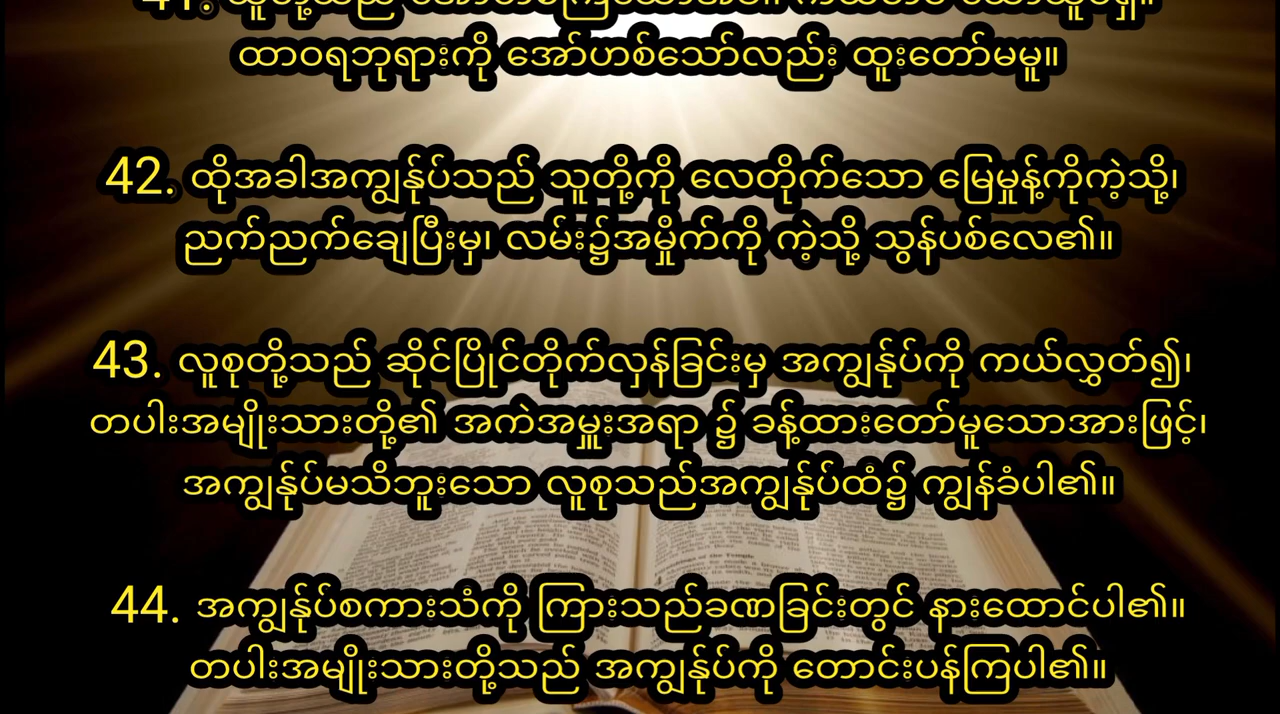 ထာဝရဘုရားကို အော်ဟစ်သော်လည်း ထူးတော်မမူ။
42. ထိုအခါအကျွန်ုပ်သည် သူတို့ကို လေတိုက်သော မြေမှုန့်ကိုကဲ့သို့၊
ညက်ညက်ချေပြီးမှ၊ လမ်း၌အမှိုက်ကို ကဲ့သို့ သွန်ပစ်လေ၏။
43. လူစုတို့သည် ဆိုင်ပြိုင်တိုက်လှန်ခြင်းမှ အကျွန်ုပ်ကို ကယ်လွှတ်၍၊
တပါးအမျိုးသားတို့၏ အကဲအမှူးအရာ ၌ ခန့်ထားတော်မူသောအားဖြင့်၊
အကျွန်ုပ်မသိဘူးသော လူစုသည်အကျွန်ုပ်ထံ၌ ကျွန်ခံပါ၏။
44. အကျွန်ုပ်စကားသံကို ကြားသည်ခဏခြင်းတွင် နားထောင်ပါ၏။
တပါးအမျိုးသားတို့သည် အကျွန်ုပ်ကို တောင်းပန်ကြပါ၏။